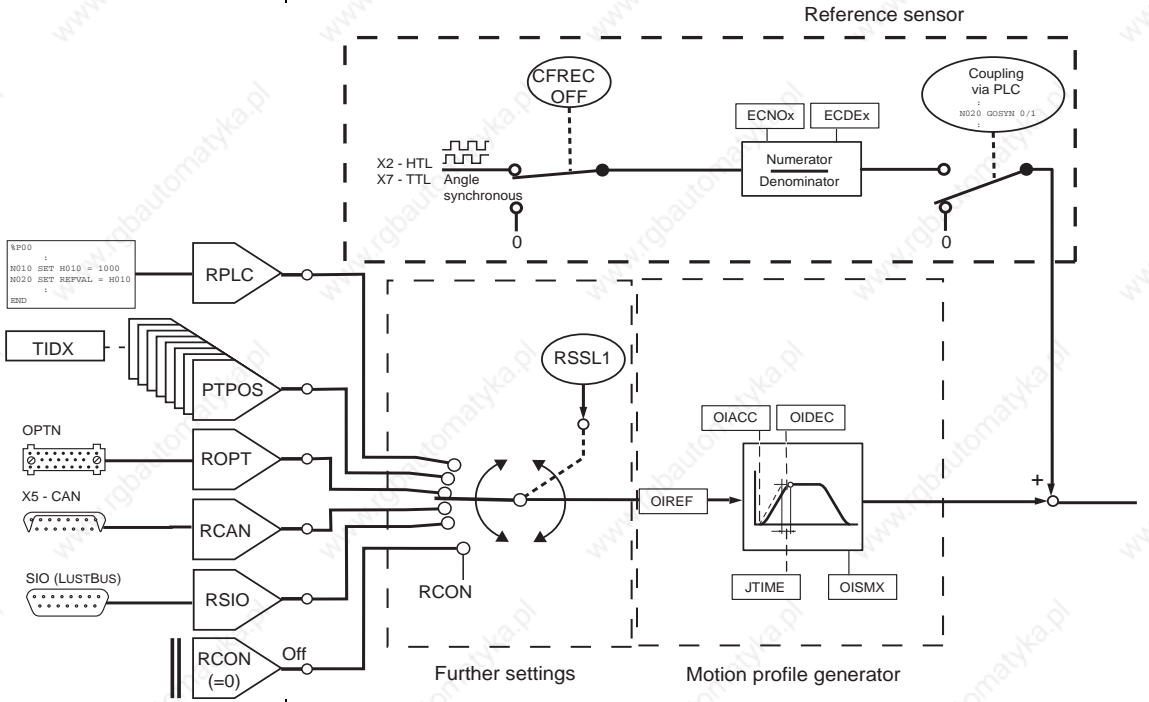 Reference sensor
CFREC
OFF
Coupling
via PLC
:
N020 GOSYN 0/1
:
ECNOx
ECDEx
X2 - HTL
X7 - TTL
Angle
synchronous
Numerator
Denominator
0
0
%P00
:
N010 SET H010 = 1000
N020 SET REFVAL = H010
:
END
RPLC
TIDX
PTPOS
RSSL1
OPTN
ROPT
OIACC
OIDEC
X5 - CAN
RCAN
OIREF
+
SIO (LUSTBUS)
RSIO
RCON
JTIME
OISMX
RCON
(=0)
Off
Further settings
Motion profile generator
www.rgbautomatyka.pl